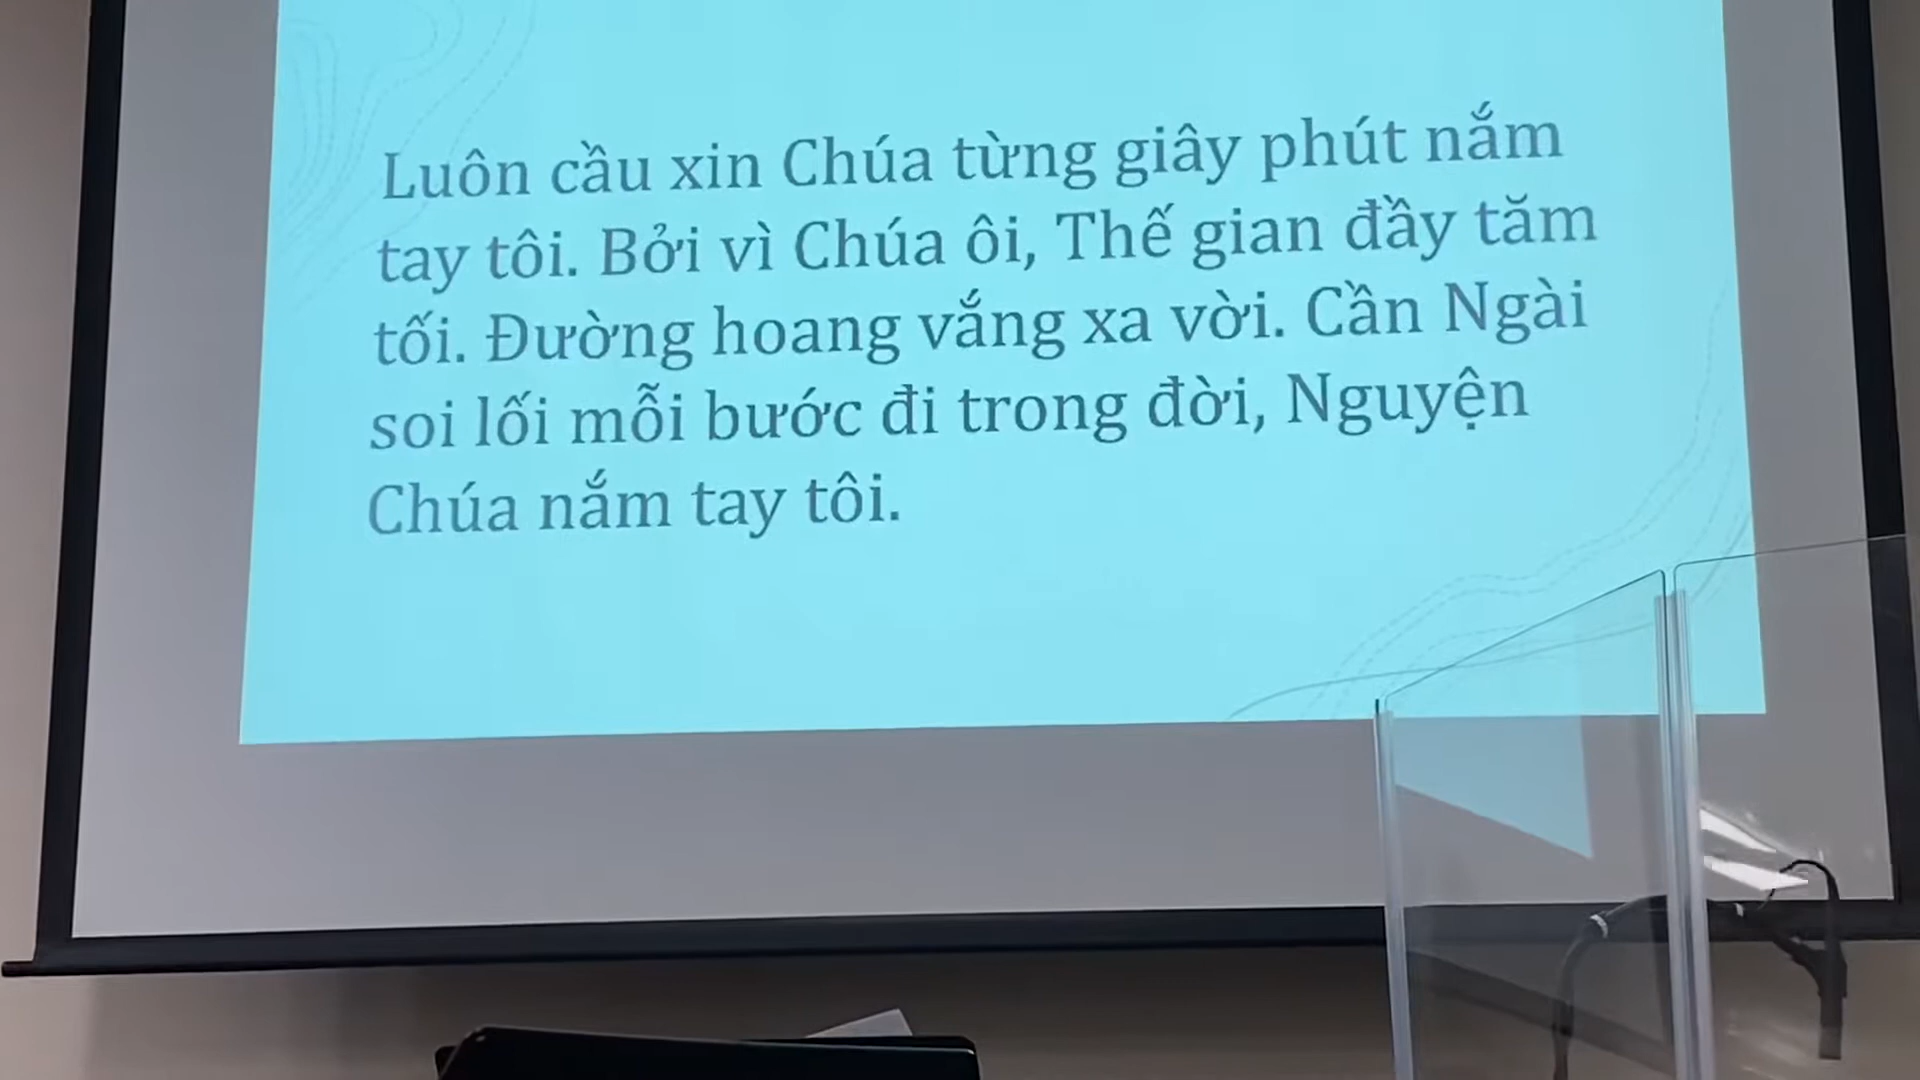 Luôn cầu xin Chúa từng giây phút nắm
tay tôi. Bởi vì Chúa ôi, Thế gian đầy tăm
tối. Đường hoang vắng xa vời. Cần Ngài
soi lối mỗi bước đi trong đời, Nguyện
Chúa nắm tay tôi.